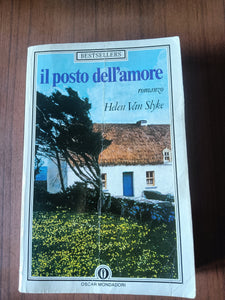 BESTSELLERS
il posto dell'amore
romanzo
Helen Van Slyke
OSCAR MONDADORI